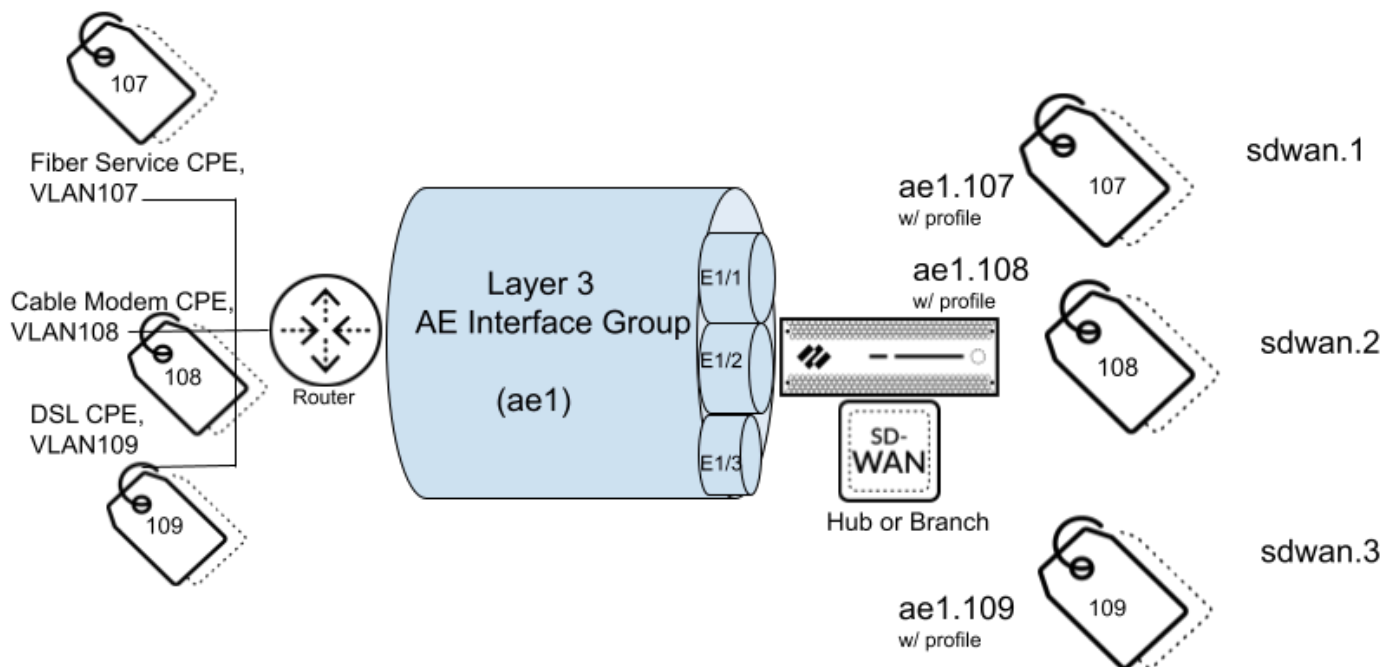 107
Fiber Service CPE,
VLAN107
Cable Modem CPE,
VLAN108
108
DSL CPE,
VLAN109
109
Router
Layer 3
AE Interface Group
(ae1)
E1/1
E1/2
E1/3
SD-
WAN
Hub or Branch
ae1.107
w/ profile
107
sdwan.1
ae1.108
w/ profile
108
sdwan.2
ae1.109
w/ profile
109
sdwan.3